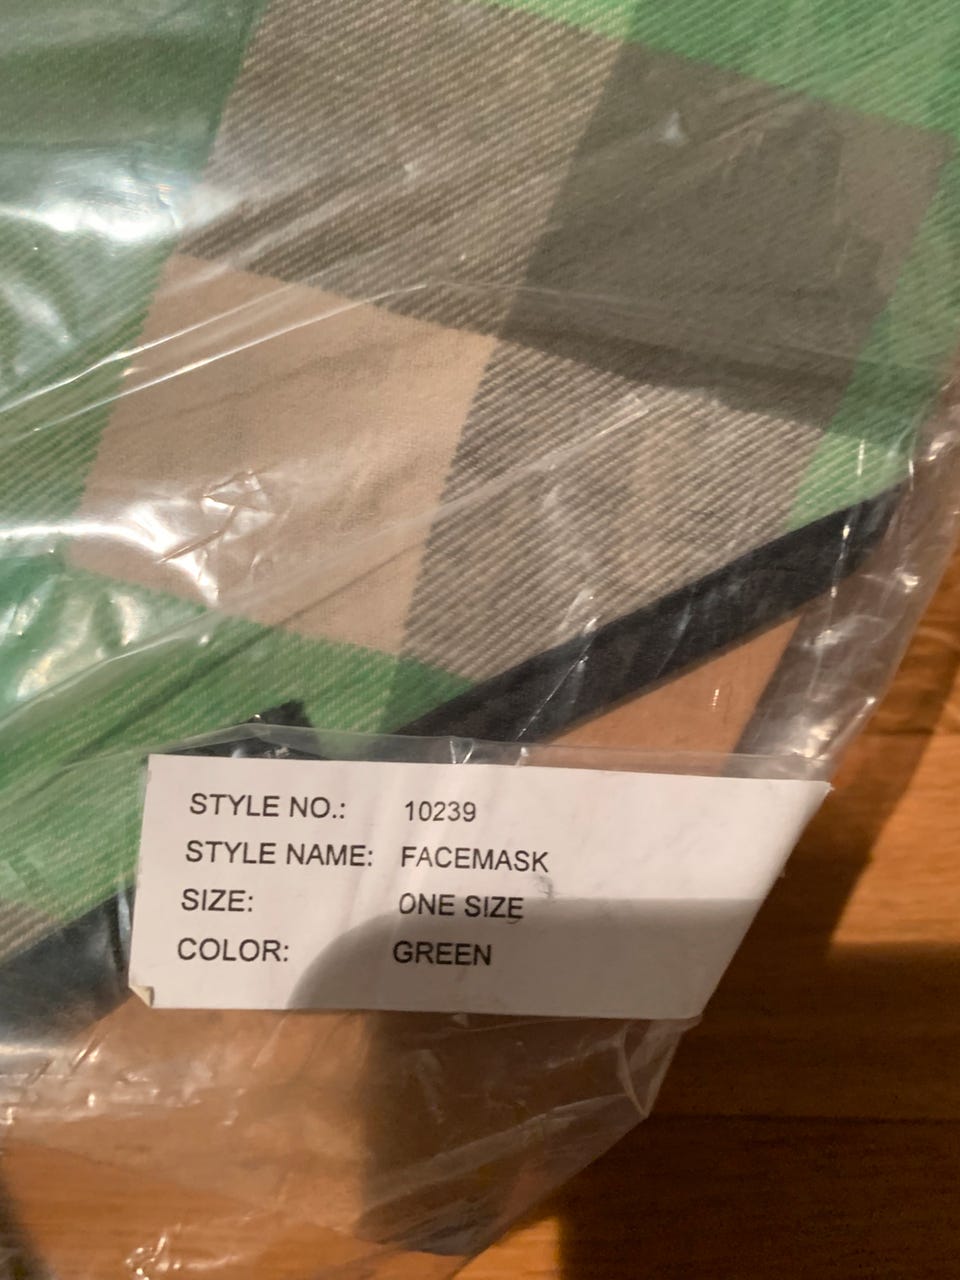 STYLE NO.: 10239
STYLE NAME: FACEMASK
SIZE: ONE SIZE
COLOR: GREEN